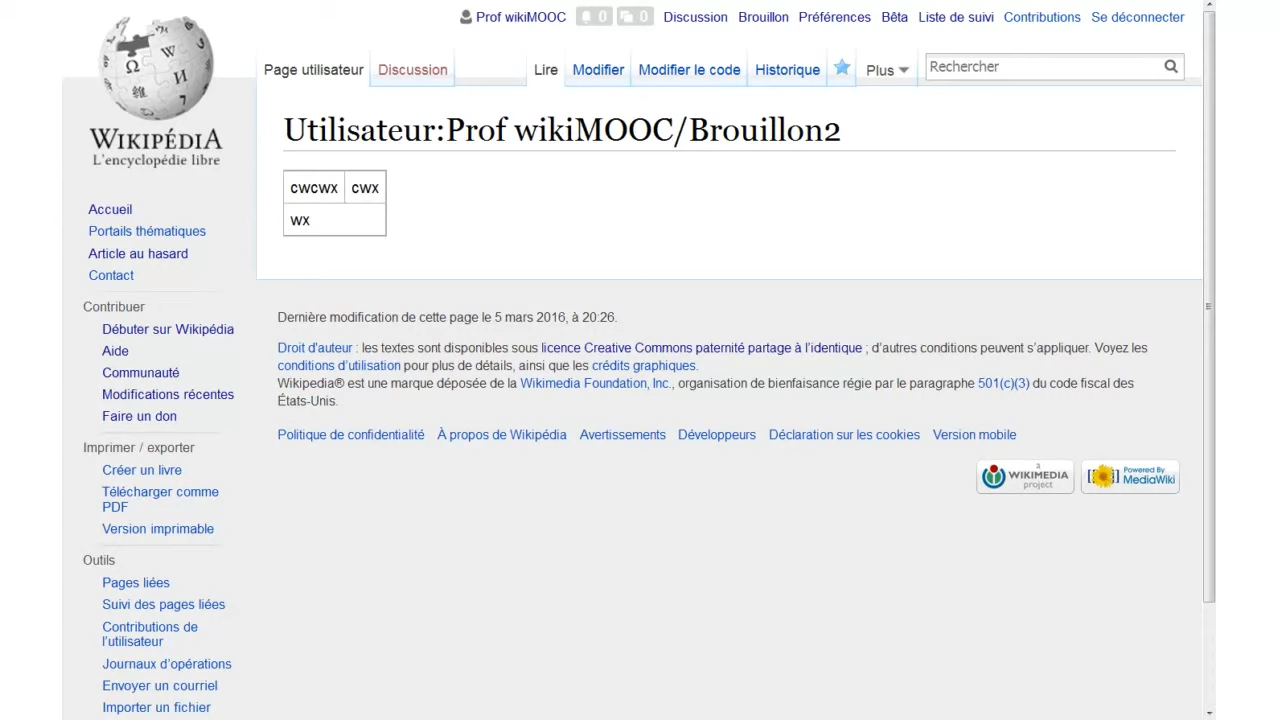 Prof wikiMOOC 0 0 Discussion Brouillon Préférences Bêta Liste de suivi Contributions Se déconnecter
Page utilisateur Discussion Lire Modifier Modifier le code Historique Plus Rechercher
WIKIPÉDIA
L'encyclopédie libre
Utilisateur:Prof wikiMOOC/Brouillon2
cwcwx cwx
wx
Accueil
Portails thématiques
Article au hasard
Contact
Contribuer
Débuter sur Wikipédia
Aide
Communauté
Modifications récentes
Faire un don
Imprimer / exporter
Créer un livre
Télécharger comme
PDF
Version imprimable
Outils
Pages liées
Suivi des pages liées
Contributions de
l'utilisateur
Journaux d'opérations
Envoyer un courriel
Importer un fichier
Dernière modification de cette page le 5 mars 2016, à 20:26.
Droit d'auteur : les textes sont disponibles sous licence Creative Commons paternité partage à l'identique ; d'autres conditions peuvent s'appliquer. Voyez les
conditions d'utilisation pour plus de détails, ainsi que les crédits graphiques.
Wikipedia® est une marque déposée de la Wikimedia Foundation, Inc., organisation de bienfaisance régie par le paragraphe 501(c)(3) du code fiscal des
États-Unis.
Politique de confidentialité À propos de Wikipédia Avertissements Développeurs Déclaration sur les cookies Version mobile
a
WIKIMEDIA
project
Powered By
MediaWiki